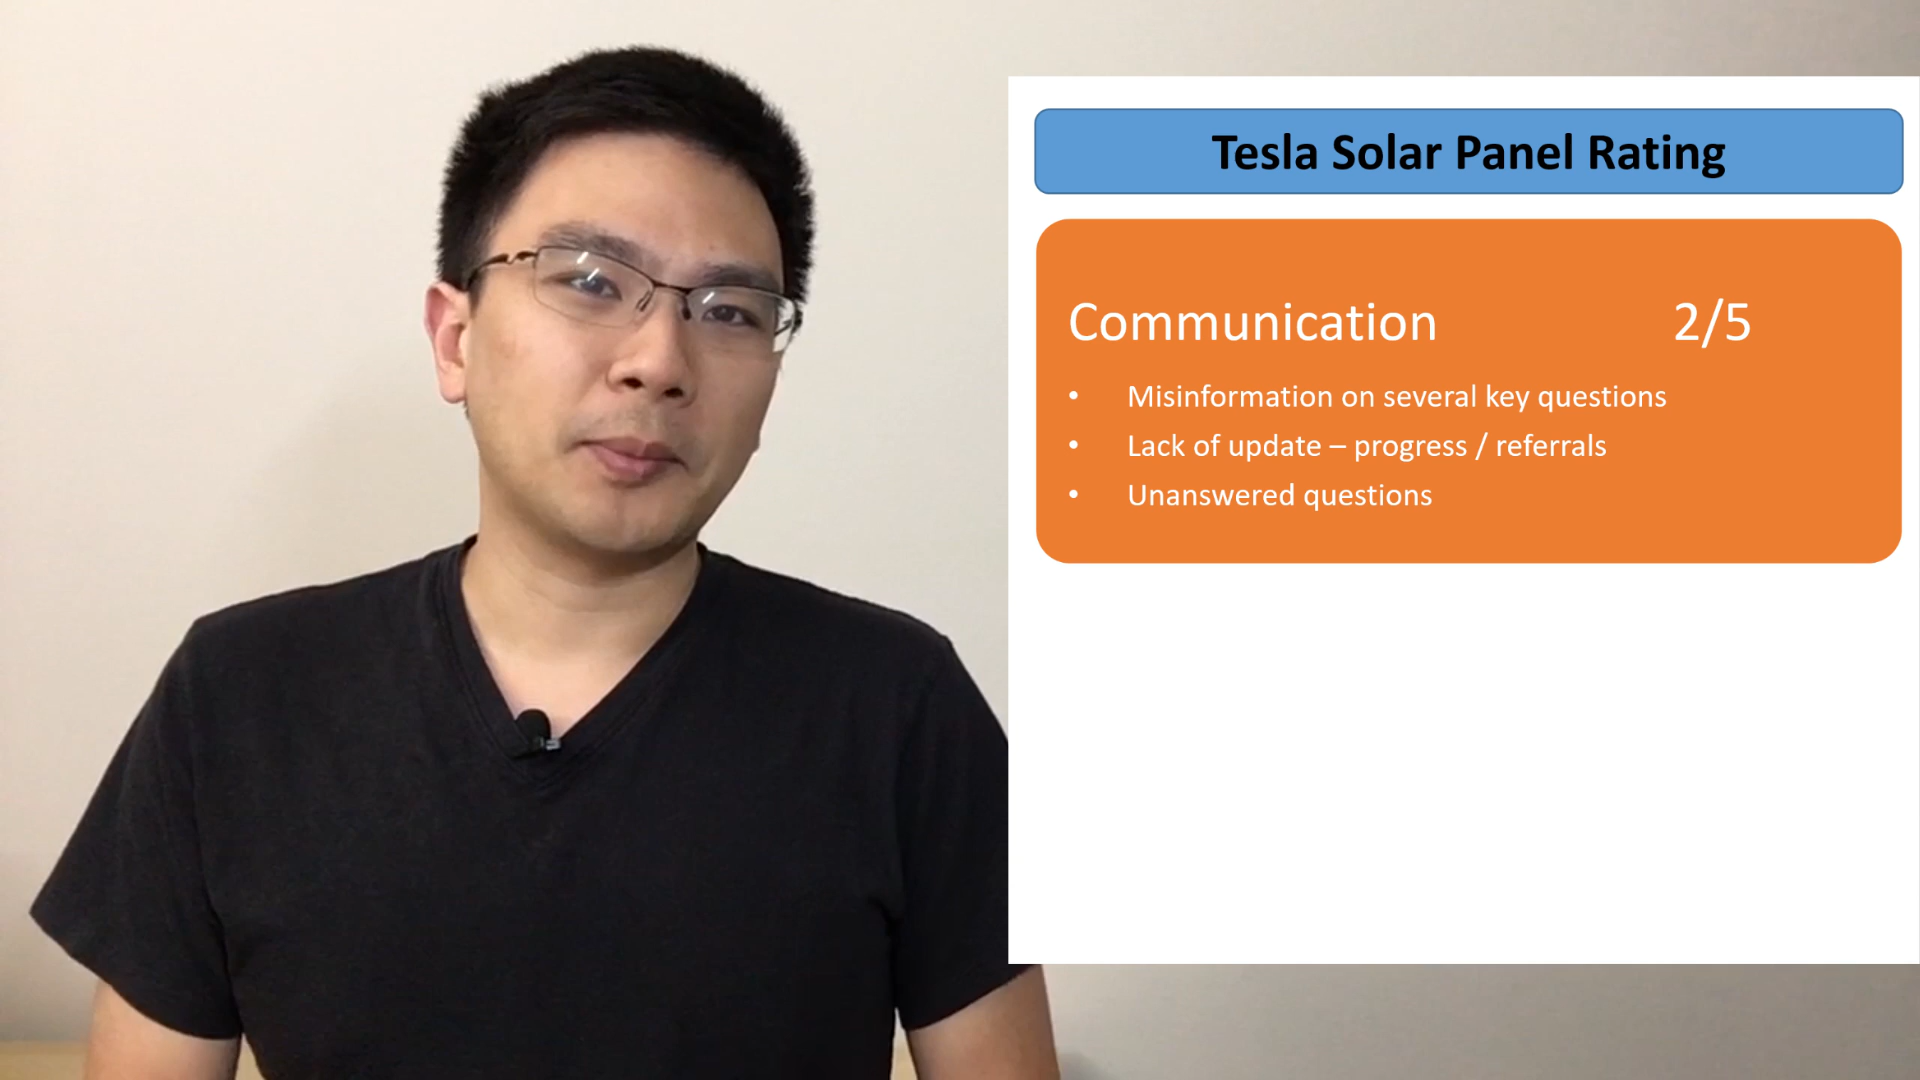 Tesla Solar Panel Rating
Communication 2/5
• Misinformation on several key questions
• Lack of update – progress / referrals
• Unanswered questions